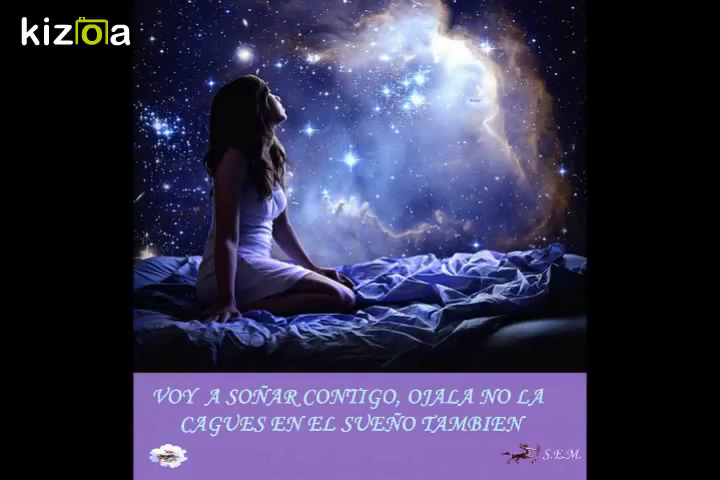 kizoa
VOY A SOÑAR CONTIGO, OJALA NO LA
CAGUES EN EL SUEÑO TAMBIEN
S.E.M.